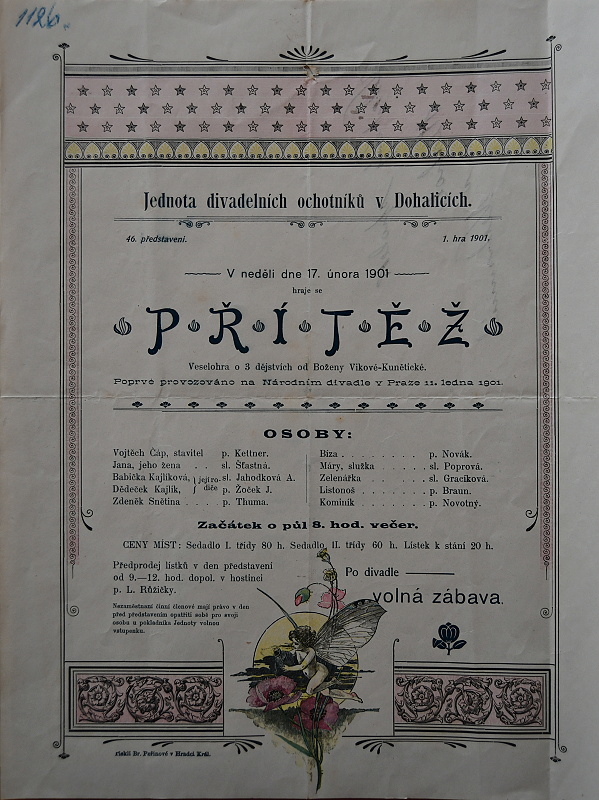 1126.
Jednota divadelních ochotníků v Dohalicích.
46. představení. 1. hra 1901.
V neděli dne 17. února 1901
hraje se
PŘÍTĚŽ
Veselohra o 3 dějstvích od Boženy Vikové-Kunětické.
Poprvé provozováno na Národním divadle v Praze 11. ledna 1901.
OSOBY:
Vojtěch Čáp, stavitel p. Kettner.
Jana, jeho žena . . sl. Šťastná.
Babička Kajlíková, } její ro- sl. Jahodková A.
Dědeček Kajlík, } diče p. Žoček J.
Zdeněk Snětina . . . p. Thuma.
Bíza . . . . . . . . p. Novák.
Máry, služka . . . . . sl. Poprová.
Zelenářka . . . . . . sl. Gracíková.
Listonoš . . . . . . . p. Braun.
Kominík . . . . . . . p. Novotný.
Začátek o půl 8. hod. večer.
CENY MÍST: Sedadlo I. třídy 80 h. Sedadlo II. třídy 60 h. Lístek k stání 20 h.
Předprodej lístků v den představení
od 9.—12. hod. dopol. v hostinci
p. L. Růžičky.
Nezaměstnaní činní členové mají právo v den
před představením opatřiti sobě pro svoji
osobu u pokladníka Jednoty volnou
vstupenku.
Po divadle
volná zábava.
tiskli Br. Peřinové v Hradci Král.